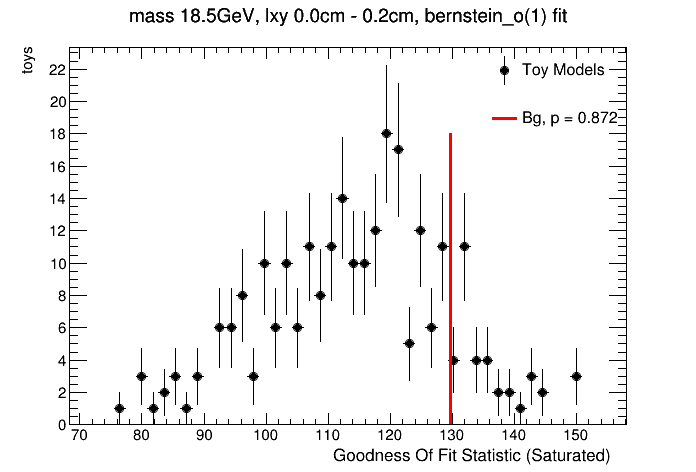 mass 18.5GeV, lxy 0.0cm - 0.2cm, bernstein_o(1) fit
toys
Toy Models
Bg, p = 0.872
22
20
18
16
14
12
10
8
6
4
2
0
70 80 90 100 110 120 130 140 150
Goodness Of Fit Statistic (Saturated)